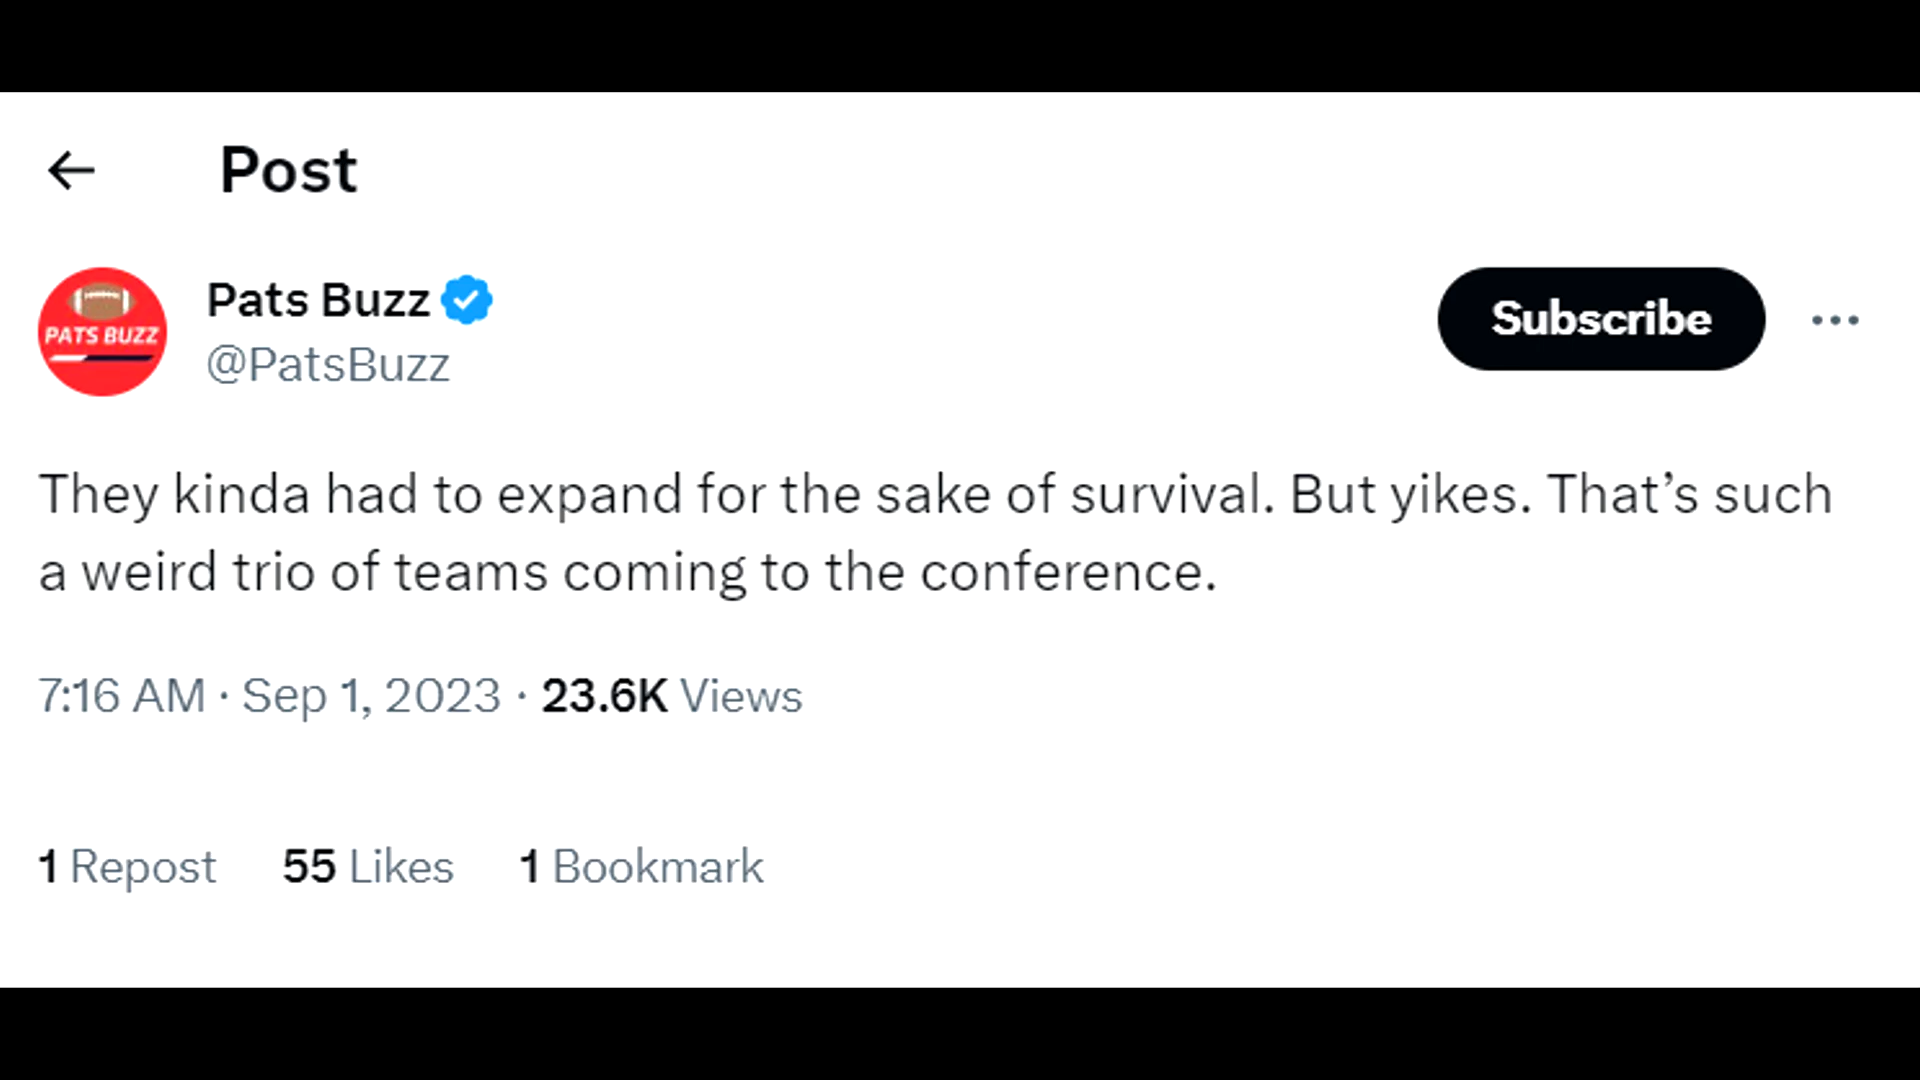 Post
PATS BUZZ
Pats Buzz
@PatsBuzz
Subscribe
They kinda had to expand for the sake of survival. But yikes. That’s such
a weird trio of teams coming to the conference.
7:16 AM · Sep 1, 2023 · 23.6K Views
1 Repost 55 Likes 1 Bookmark